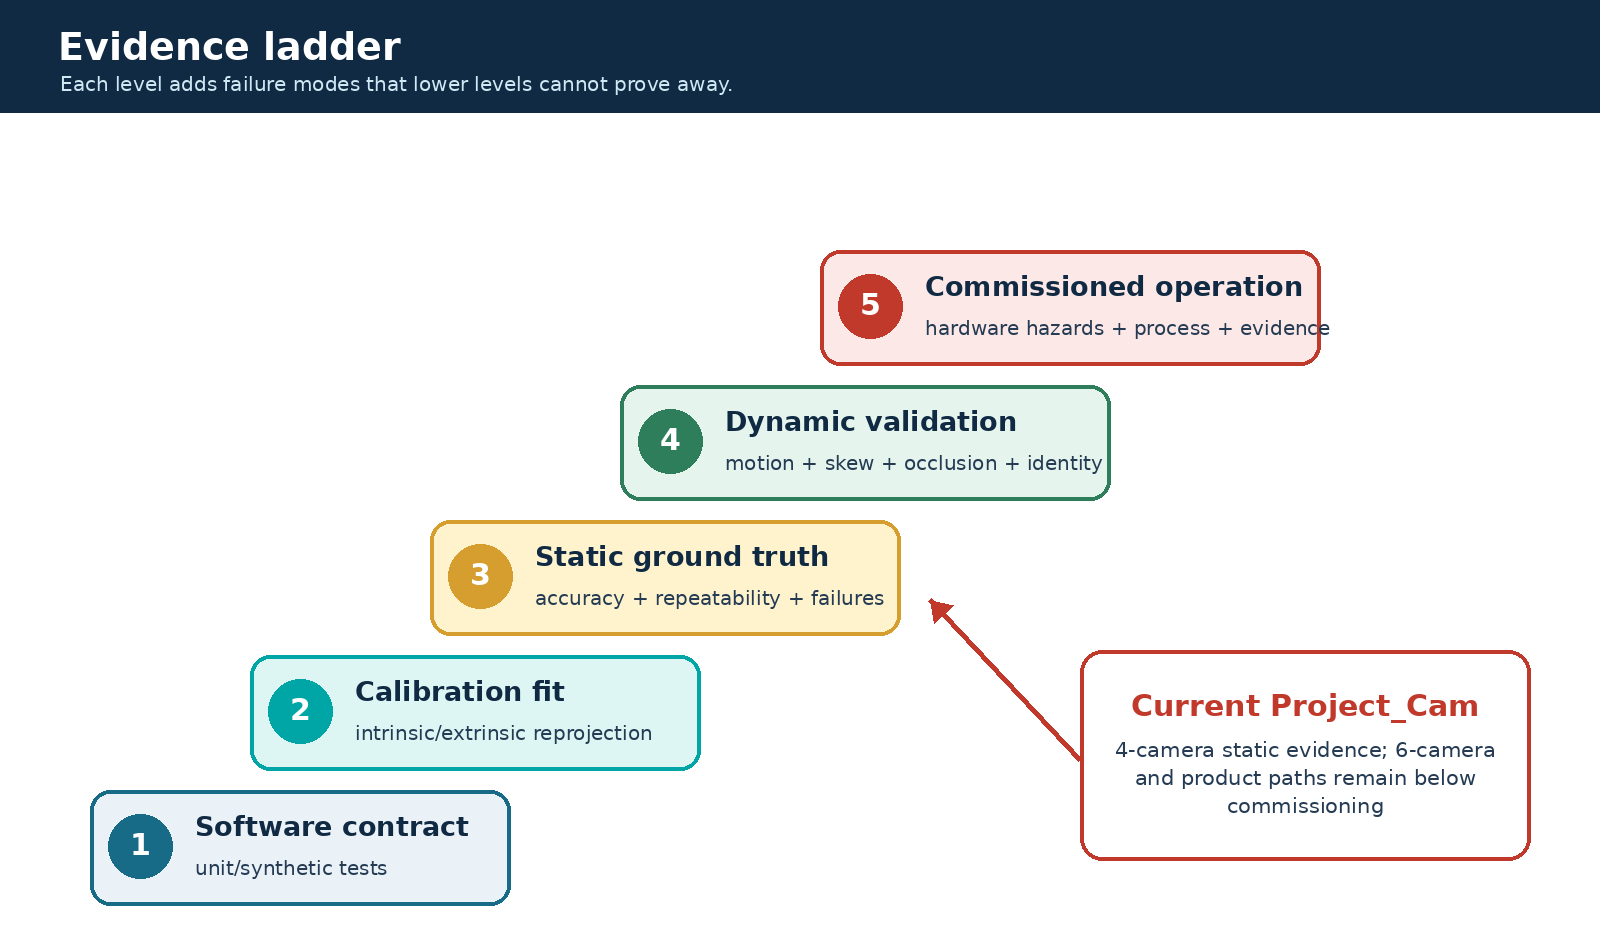 Evidence ladder
Each level adds failure modes that lower levels cannot prove away.
5
Commissioned operation
hardware hazards + process + evidence
4
Dynamic validation
motion + skew + occlusion + identity
3
Static ground truth
accuracy + repeatability + failures
2
Calibration fit
intrinsic/extrinsic reprojection
1
Software contract
unit/synthetic tests
Current Project_Cam
4-camera static evidence; 6-camera
and product paths remain below
commissioning